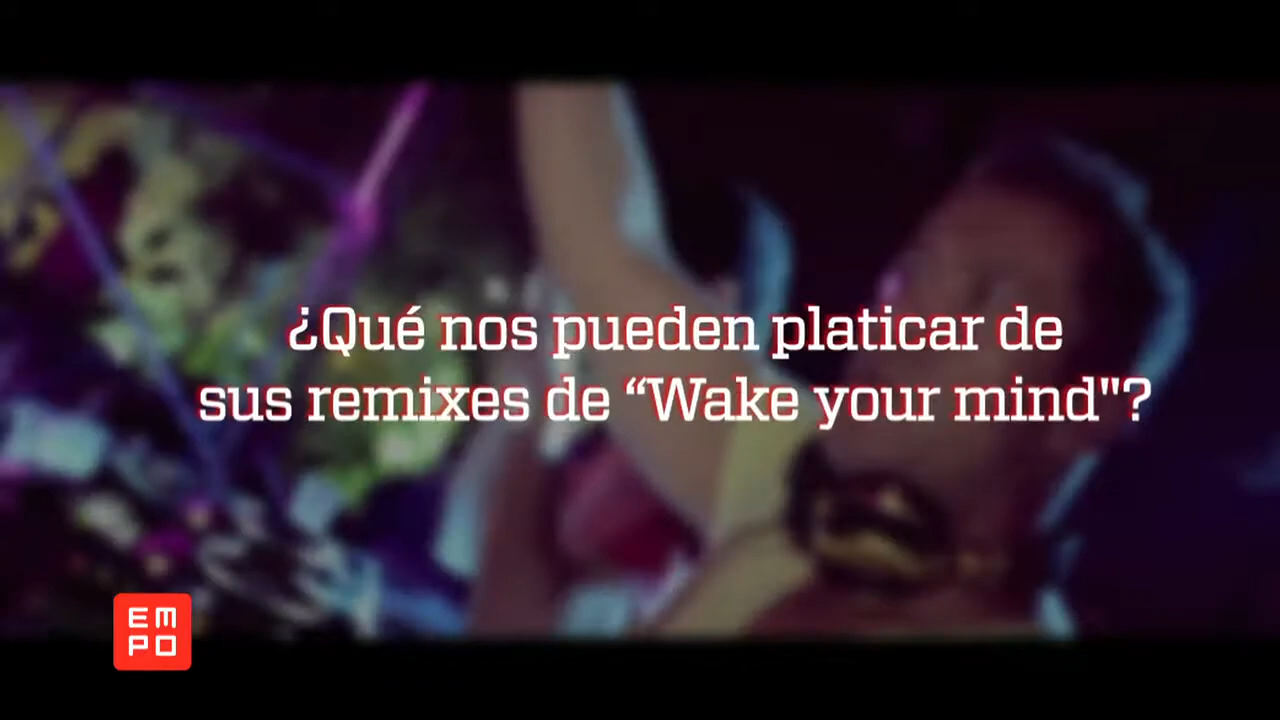 ¿Qué nos pueden platicar de
sus remixes de “Wake your mind"?
EM
PO